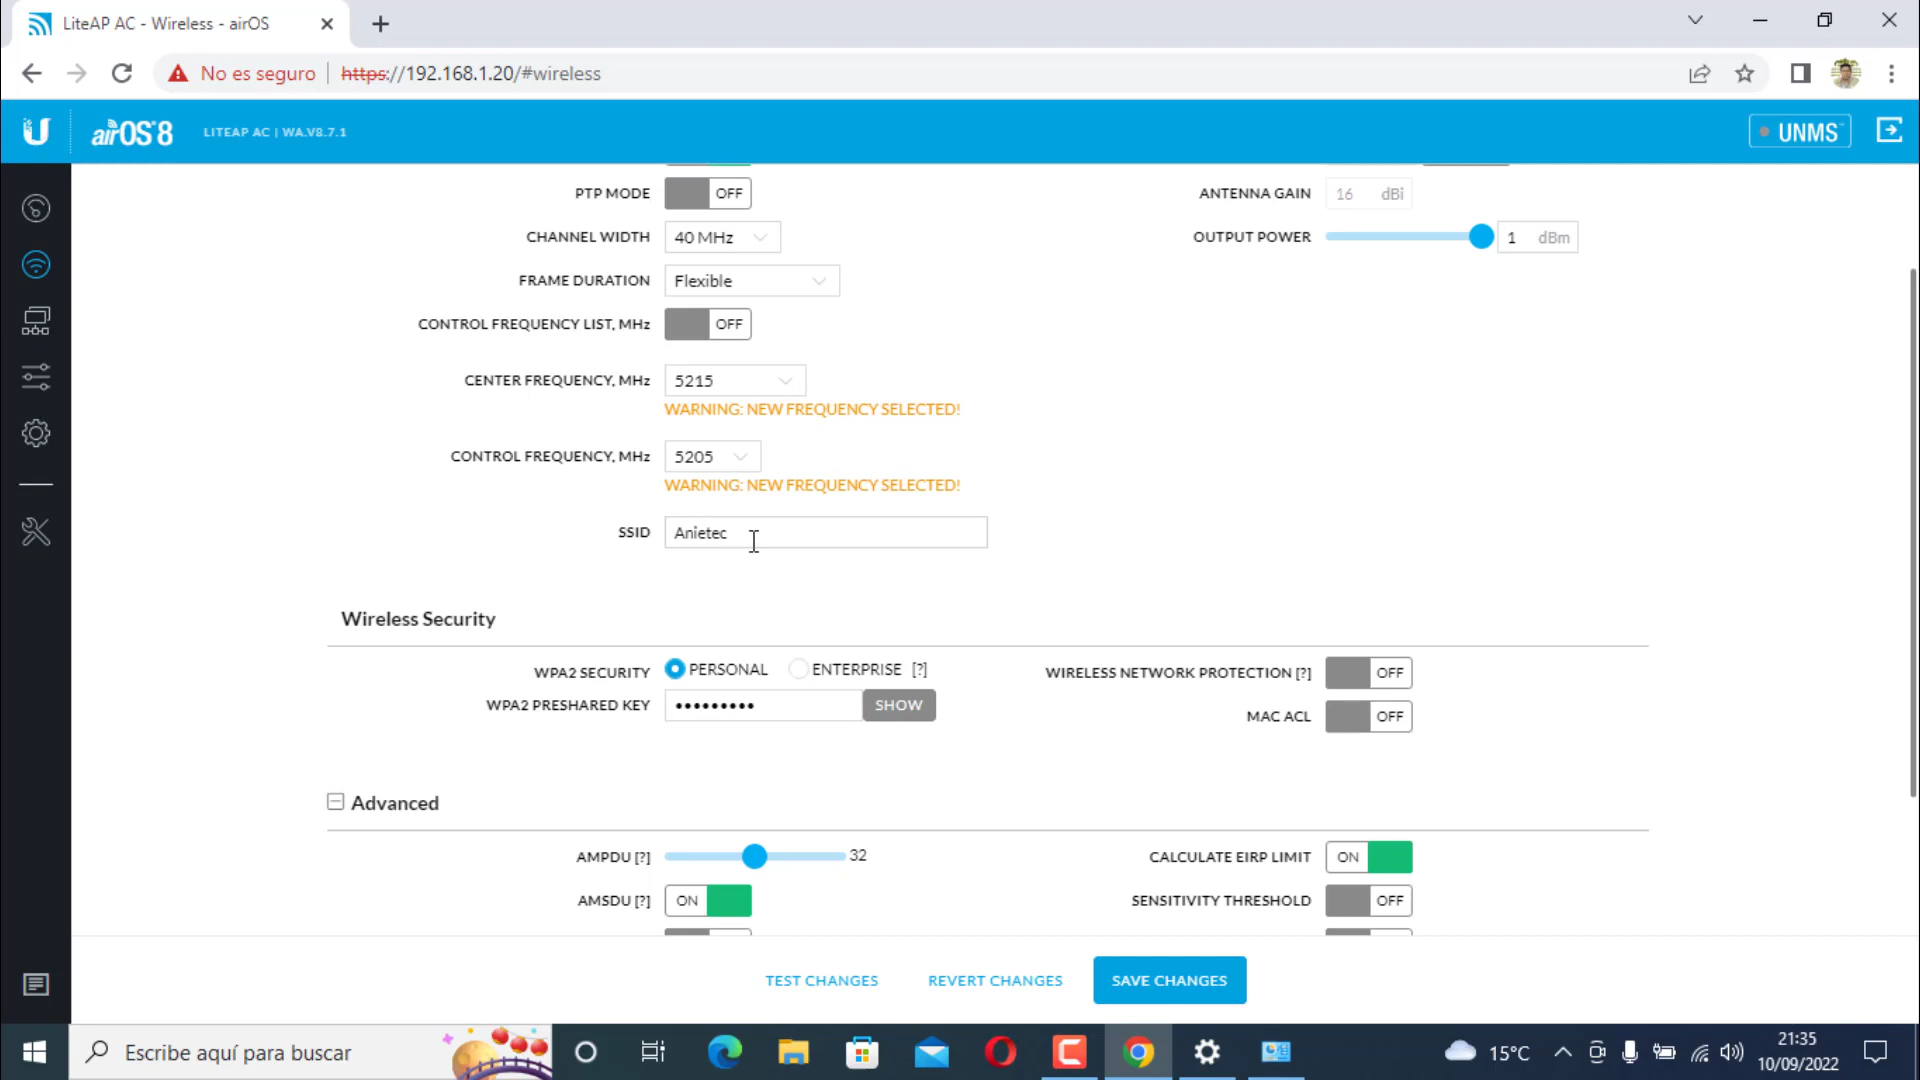 LiteAP AC - Wireless - airOS
No es seguro
https://192.168.1.20/#wireless
airOS 8
LITEAP AC | WA.V8.7.1
UNMS
PTP MODE OFF
ANTENNA GAIN 16 dBi
CHANNEL WIDTH 40 MHz
OUTPUT POWER 1 dBm
FRAME DURATION Flexible
CONTROL FREQUENCY LIST, MHz OFF
CENTER FREQUENCY, MHz 5215
WARNING: NEW FREQUENCY SELECTED!
CONTROL FREQUENCY, MHz 5205
WARNING: NEW FREQUENCY SELECTED!
SSID Anietec
Wireless Security
WPA2 SECURITY PERSONAL ENTERPRISE [?]
WIRELESS NETWORK PROTECTION [?] OFF
WPA2 PRESHARED KEY ••••••••• SHOW
MAC ACL OFF
Advanced
AMPDU [?] 32
CALCULATE EIRP LIMIT ON
AMSDU [?] ON
SENSITIVITY THRESHOLD OFF
TEST CHANGES
REVERT CHANGES
SAVE CHANGES
Escribe aquí para buscar
15°C
21:35
10/09/2022